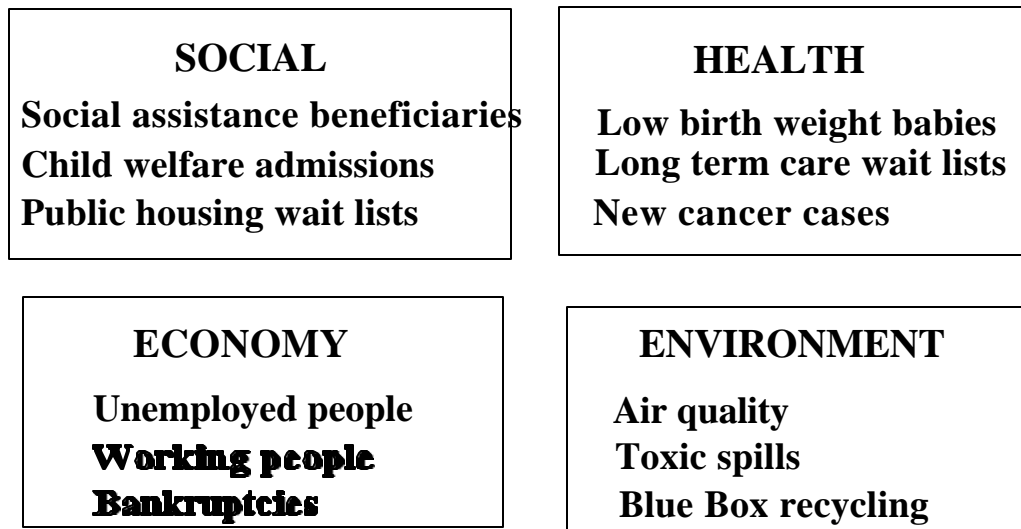 SOCIAL
Social assistance beneficiaries
Child welfare admissions
Public housing wait lists
HEALTH
Low birth weight babies
Long term care wait lists
New cancer cases
ECONOMY
Unemployed people
Working people
Bankruptcies
ENVIRONMENT
Air quality
Toxic spills
Blue Box recycling